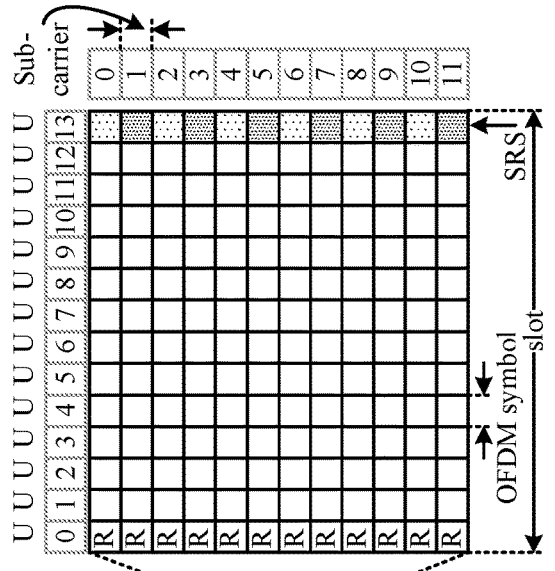 U U U U U U U U U U U U U U
Sub-
carrier
0 1 2 3 4 5 6 7 8 9 10 11 12 13
R 0
R 1
R 2
R 3
R 4
R 5
R 6
R 7
R 8
R 9
R 10
R 11
OFDM symbol
SRS
slot